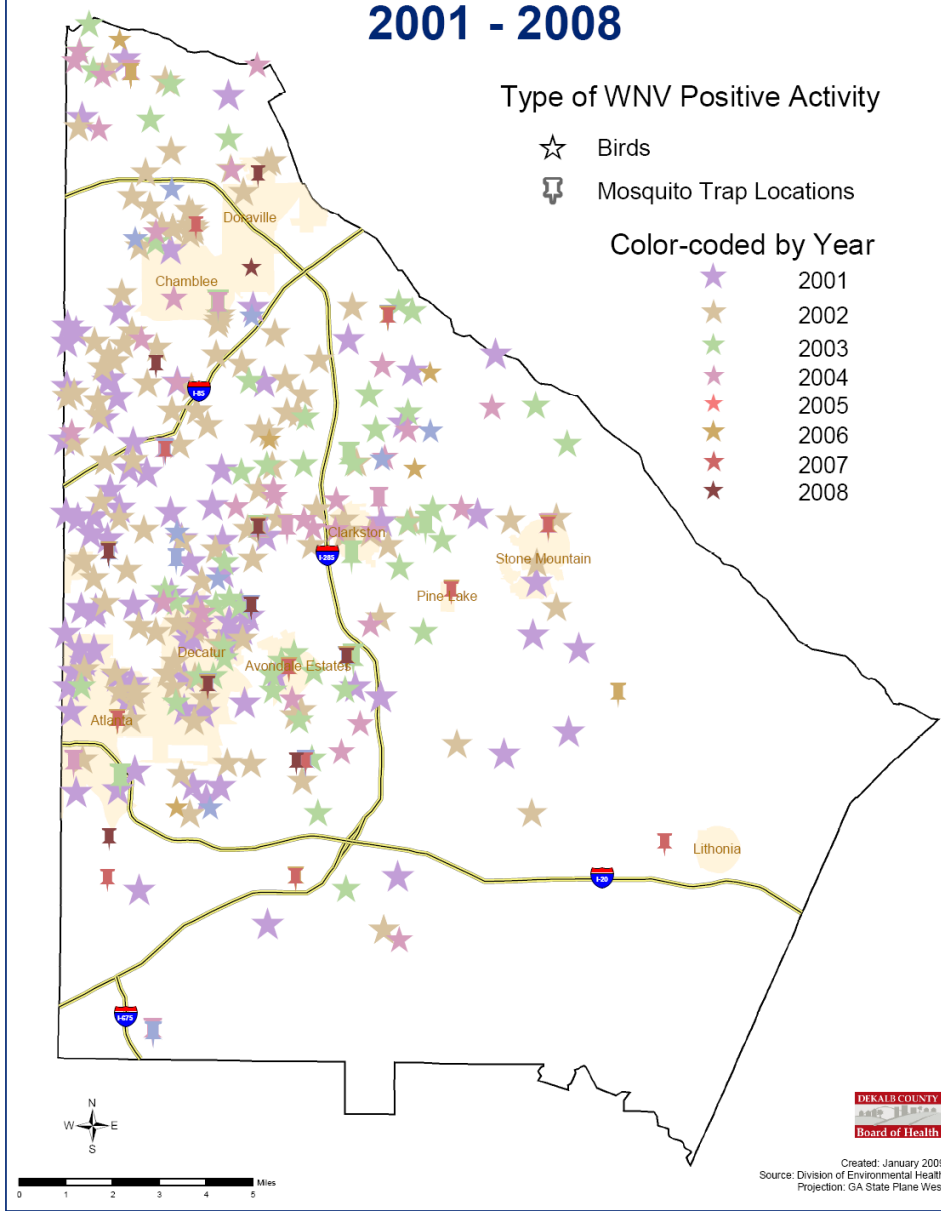 2001 - 2008
Type of WNV Positive Activity
Birds
Mosquito Trap Locations
Color-coded by Year
2001
2002
2003
2004
2005
2006
2007
2008
Doraville
Chamblee
I-85
Clarkston
I-285
Stone Mountain
Pine Lake
Decatur
Avondale Estates
Atlanta
Lithonia
I-20
I-675
N
W E
S
0 1 2 3 4 5 Miles
DEKALB COUNTY
Board of Health
Created: January 2009
Source: Division of Environmental Health
Projection: GA State Plane West